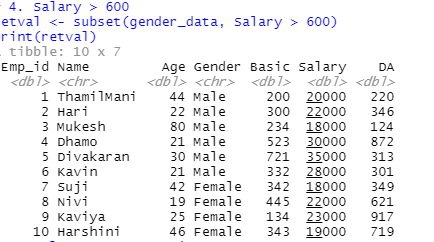 4. Salary > 600
retval <- subset(gender_data, Salary > 600)
rint(retval)
tibble: 10 x 7
Emp_id Name Age Gender Basic Salary DA
<dbl> <chr> <dbl> <chr> <dbl> <dbl> <dbl>
1 ThamilMani 44 Male 200 20000 220
2 Hari 22 Male 300 22000 346
3 Mukesh 80 Male 234 18000 124
4 Dhamo 21 Male 523 30000 872
5 Divakaran 30 Male 721 35000 313
6 Kavin 21 Male 332 28000 301
7 Suji 42 Female 342 18000 349
8 Nivi 19 Female 445 22000 621
9 Kaviya 25 Female 134 23000 917
10 Harshini 46 Female 343 19000 719